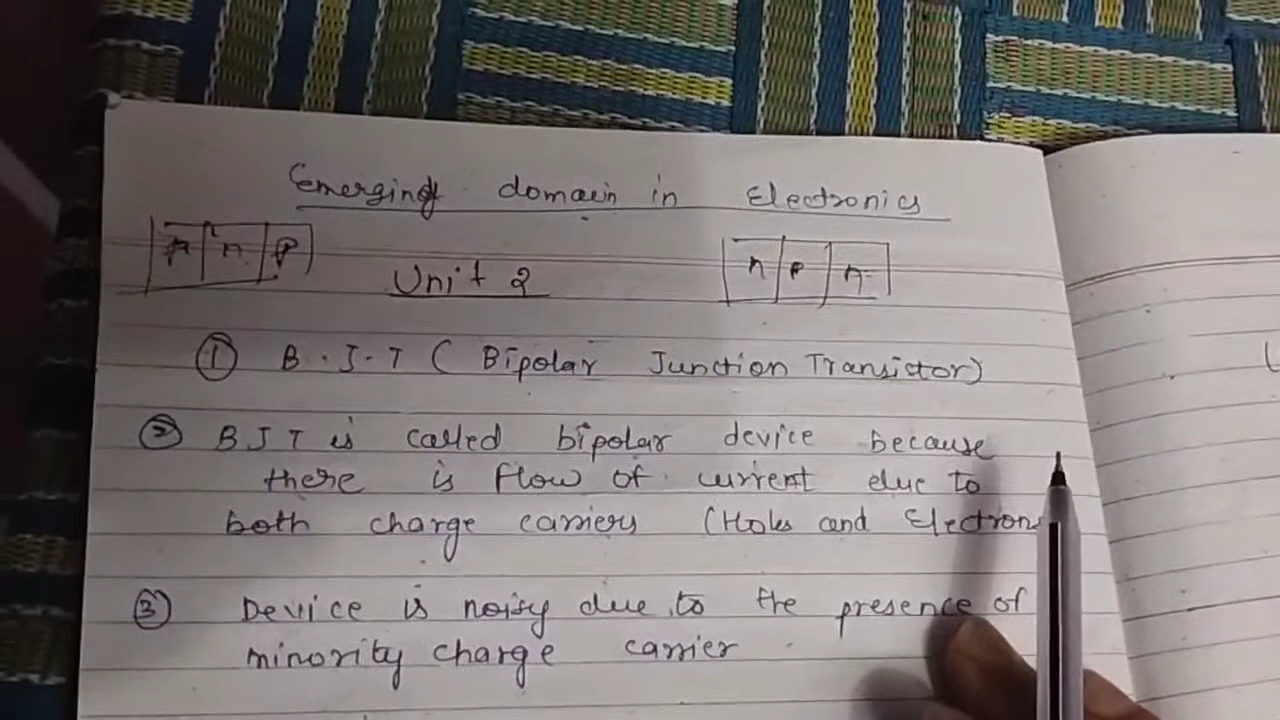 Emerging domain in Electronics
n n P
Unit 2
n P n
① B.J.T ( Bipolar Junction Transistor)
② BJT is called bipolar device because
there is flow of current due to
both charge carriers (Holes and Electron
③ Device is noisy due to the presence of
minority charge carrier